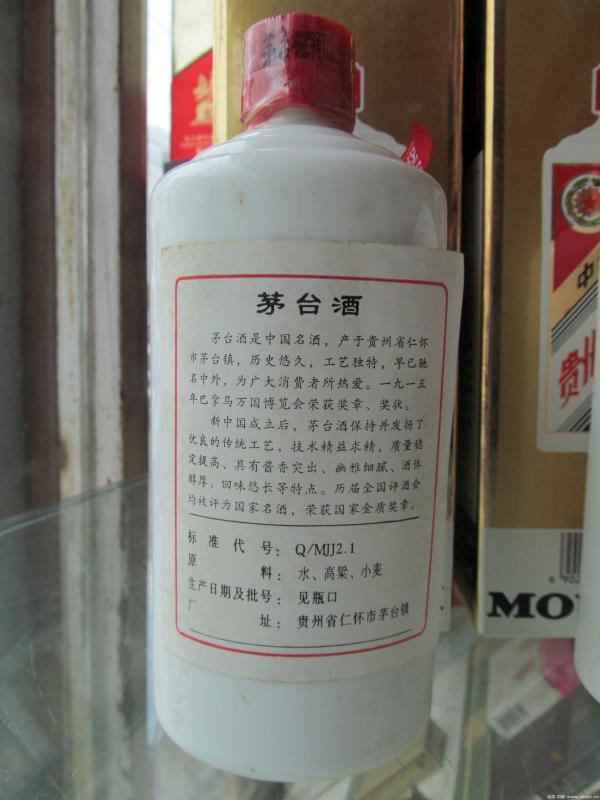 茅台酒
茅台酒是中国名酒，产于贵州省仁怀
市茅台镇，历史悠久，工艺独特，早已驰
名中外，为广大消费者所热爱。一九一五
年巴拿马万国博览会荣获奖章、奖状。
新中国成立后，茅台酒保持并发扬了
优良的传统工艺，技术精益求精，质量稳
定提高、具有酱香突出、幽雅细腻、酒体
醇厚、回味悠长等特点。历届全国评酒会
均被评为国家名酒，荣获国家金质奖章。
标准代号：Q/MJJ2.1
原料：水、高粱、小麦
生产日期及批号：见瓶口
厂址：贵州省仁怀市茅台镇
中
贵州
6 902
MO